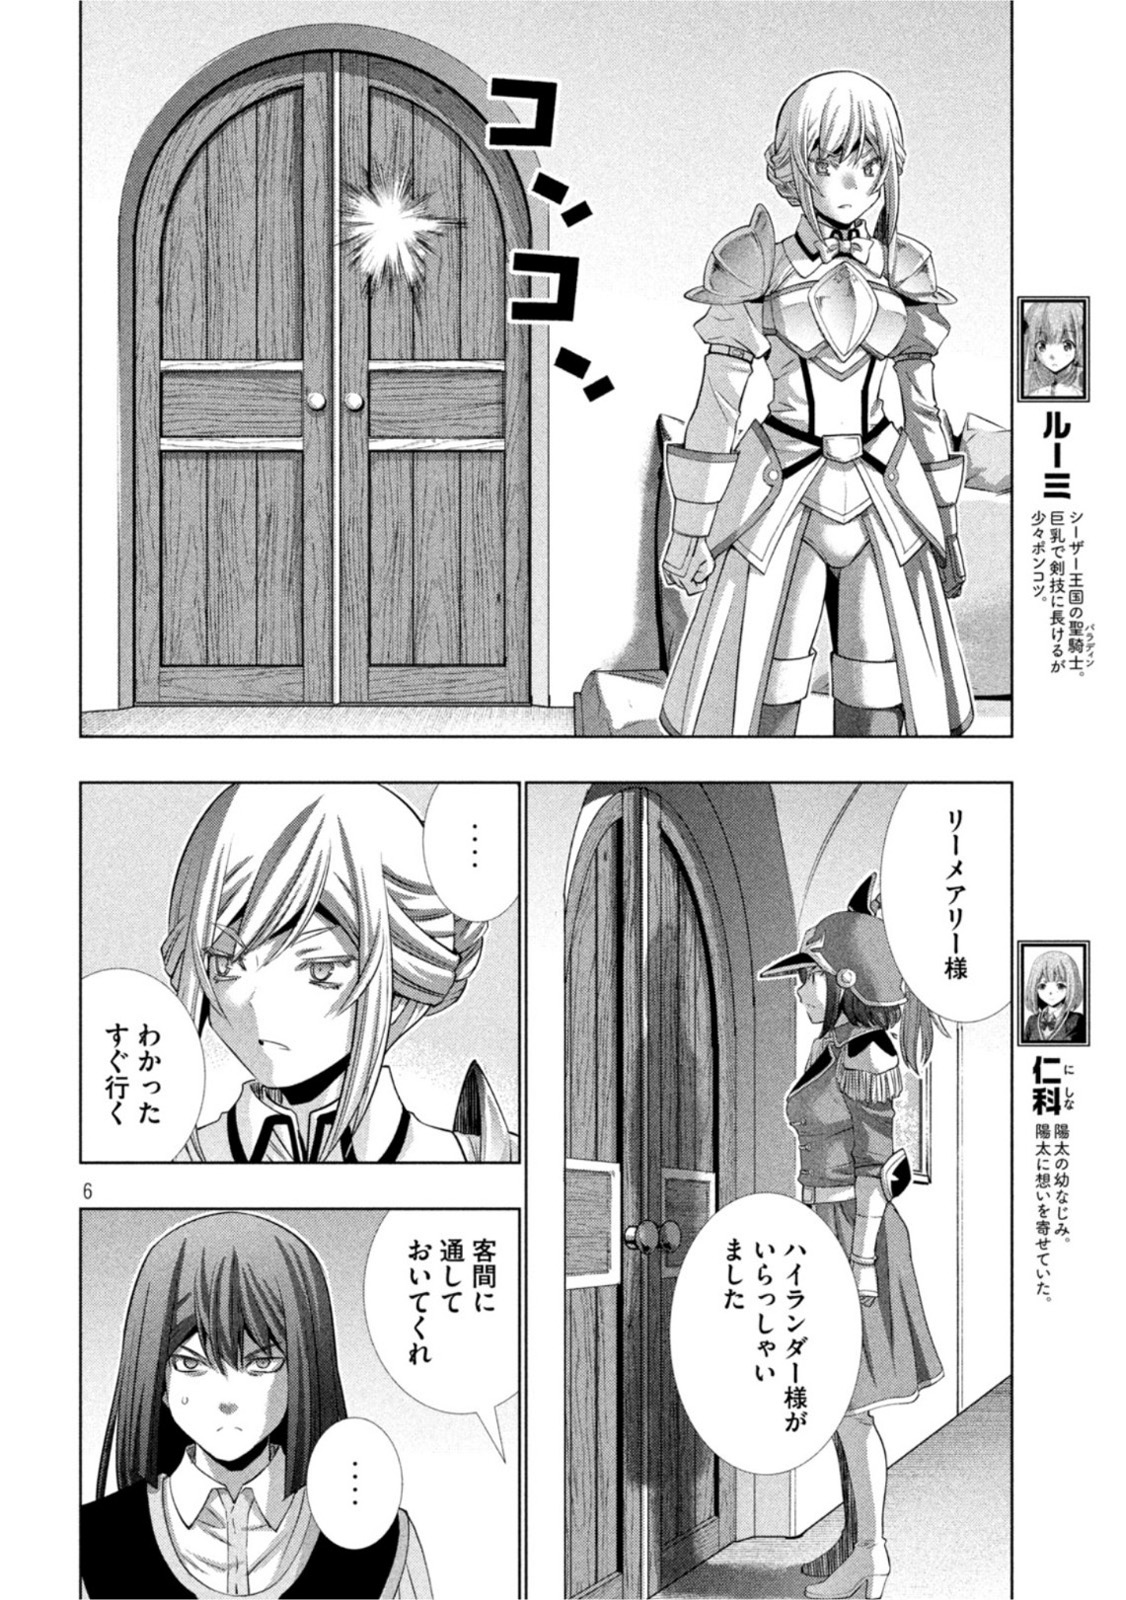 コンコン
ルーミ
シーザー王国の聖騎士。
パラディン
巨乳で剣技に長けるが
少々ポンコツ。
リーメアリー様
ハイランダー様が
いらっしゃい
ました
‥‥
わかった
すぐ行く
客間に
通して
おいてくれ
‥‥
仁科
にしな
陽太の幼なじみ。
陽太に想いを寄せていた。
6